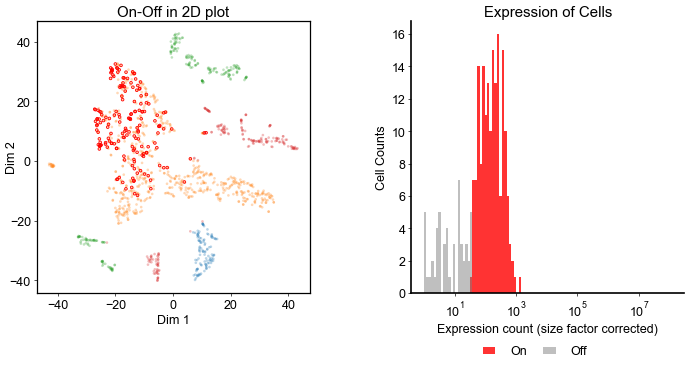 On-Off in 2D plot
Dim 2
40
20
0
−20
−40
−40 −20 0 20 40
Dim 1
Expression of Cells
Cell Counts
16
14
12
10
8
6
4
2
0
10^1 10^3 10^5 10^7
Expression count (size factor corrected)
On Off